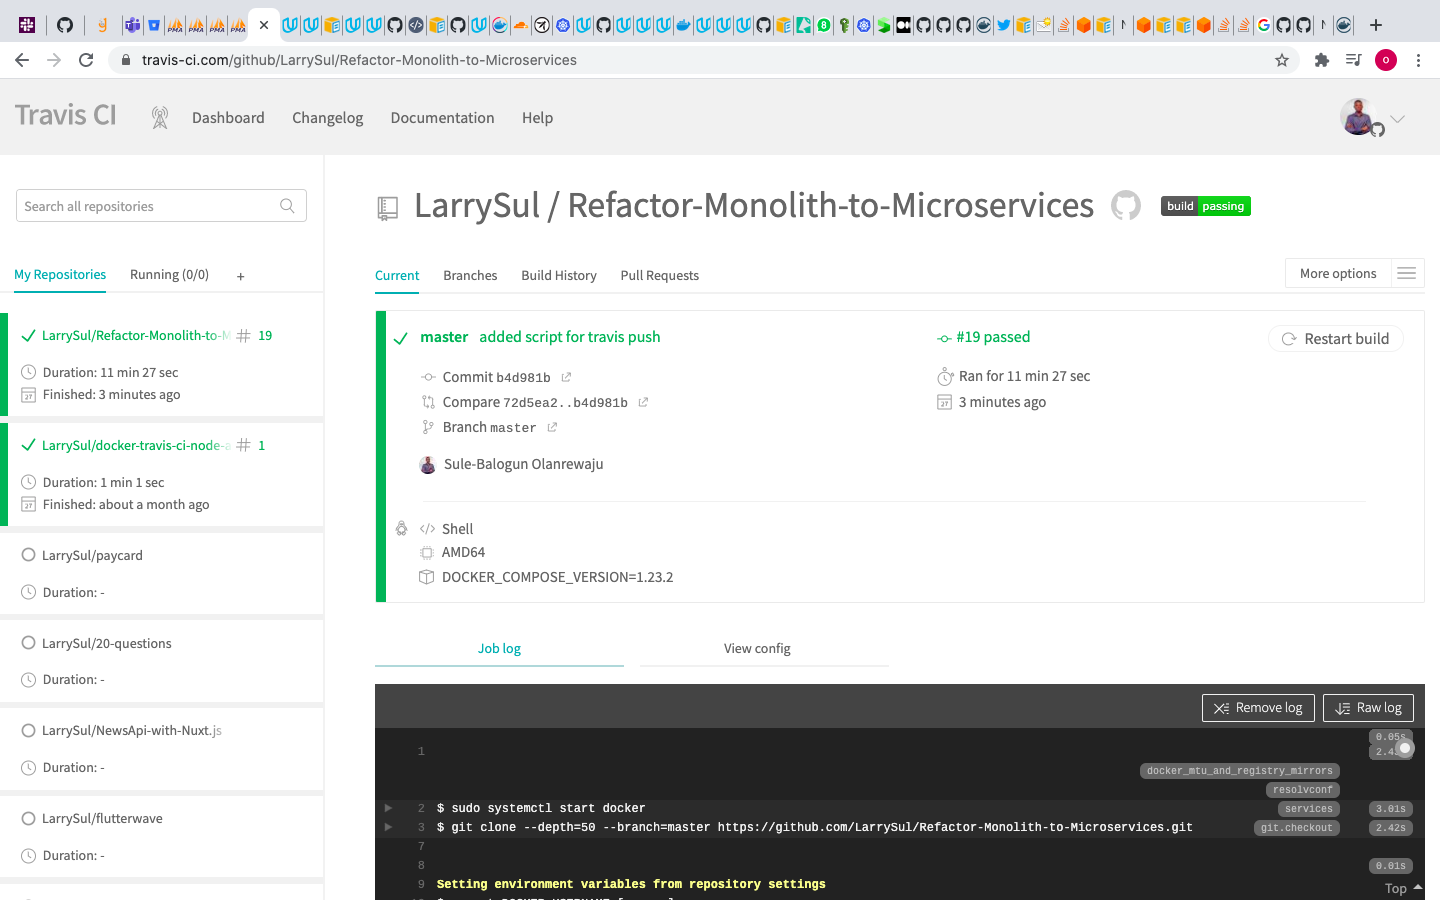 travis-ci.com/github/LarrySul/Refactor-Monolith-to-Microservices
Travis CI
Dashboard
Changelog
Documentation
Help
Search all repositories
My Repositories
Running (0/0)
+
LarrySul/Refactor-Monolith-to-M
# 19
Duration: 11 min 27 sec
Finished: 3 minutes ago
LarrySul/docker-travis-ci-node-a
# 1
Duration: 1 min 1 sec
Finished: about a month ago
LarrySul/paycard
Duration: -
LarrySul/20-questions
Duration: -
LarrySul/NewsApi-with-Nuxt.js
Duration: -
LarrySul/flutterwave
Duration: -
LarrySul / Refactor-Monolith-to-Microservices
build passing
Current
Branches
Build History
Pull Requests
More options
master added script for travis push
#19 passed
Restart build
Commit b4d981b
Ran for 11 min 27 sec
Compare 72d5ea2..b4d981b
3 minutes ago
Branch master
Sule-Balogun Olanrewaju
</> Shell
AMD64
DOCKER_COMPOSE_VERSION=1.23.2
Job log
View config
Remove log
Raw log
0.05s
1
docker_mtu_and_registry_mirrors
resolvconf
2 $ sudo systemctl start docker services 3.01s
3 $ git clone --depth=50 --branch=master https://github.com/LarrySul/Refactor-Monolith-to-Microservices.git git.checkout 2.42s
7
8 0.01s
9 Setting environment variables from repository settings
Top